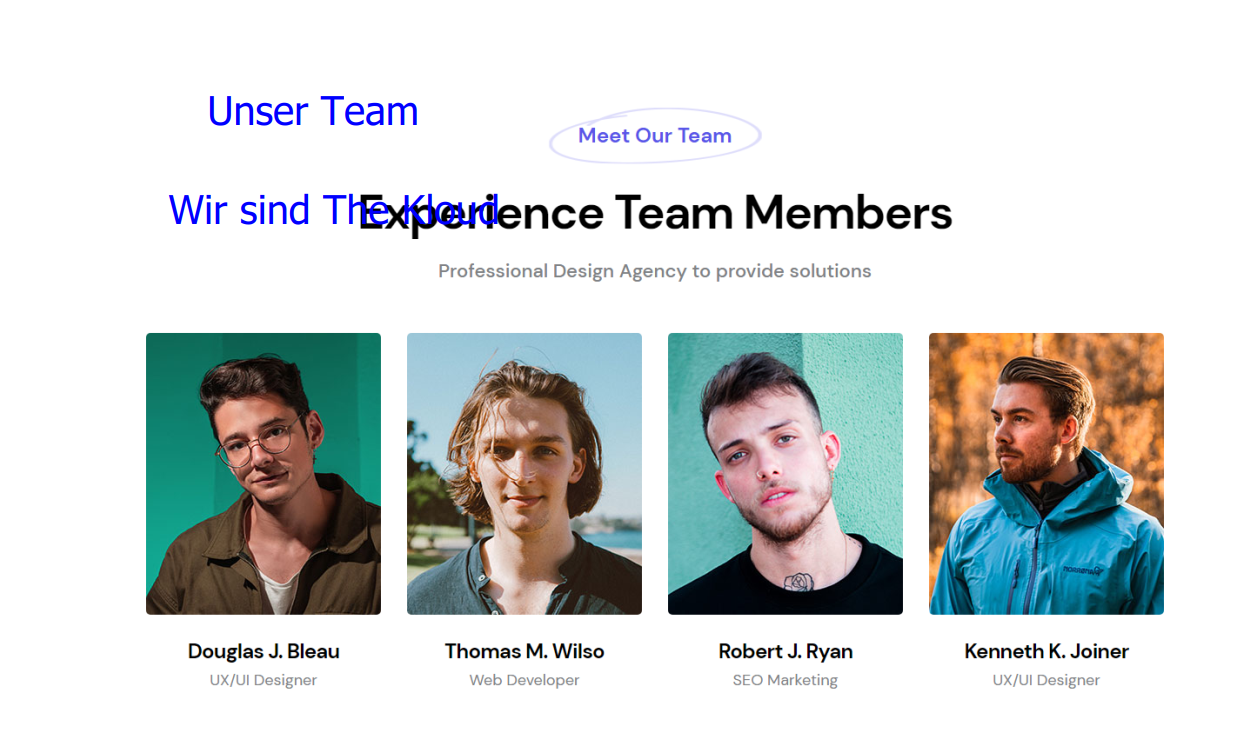 Unser Team
Meet Our Team
Wir sind The Kloud
Experience Team Members
Professional Design Agency to provide solutions
Douglas J. Bleau
UX/UI Designer
Thomas M. Wilso
Web Developer
Robert J. Ryan
SEO Marketing
Kenneth K. Joiner
UX/UI Designer